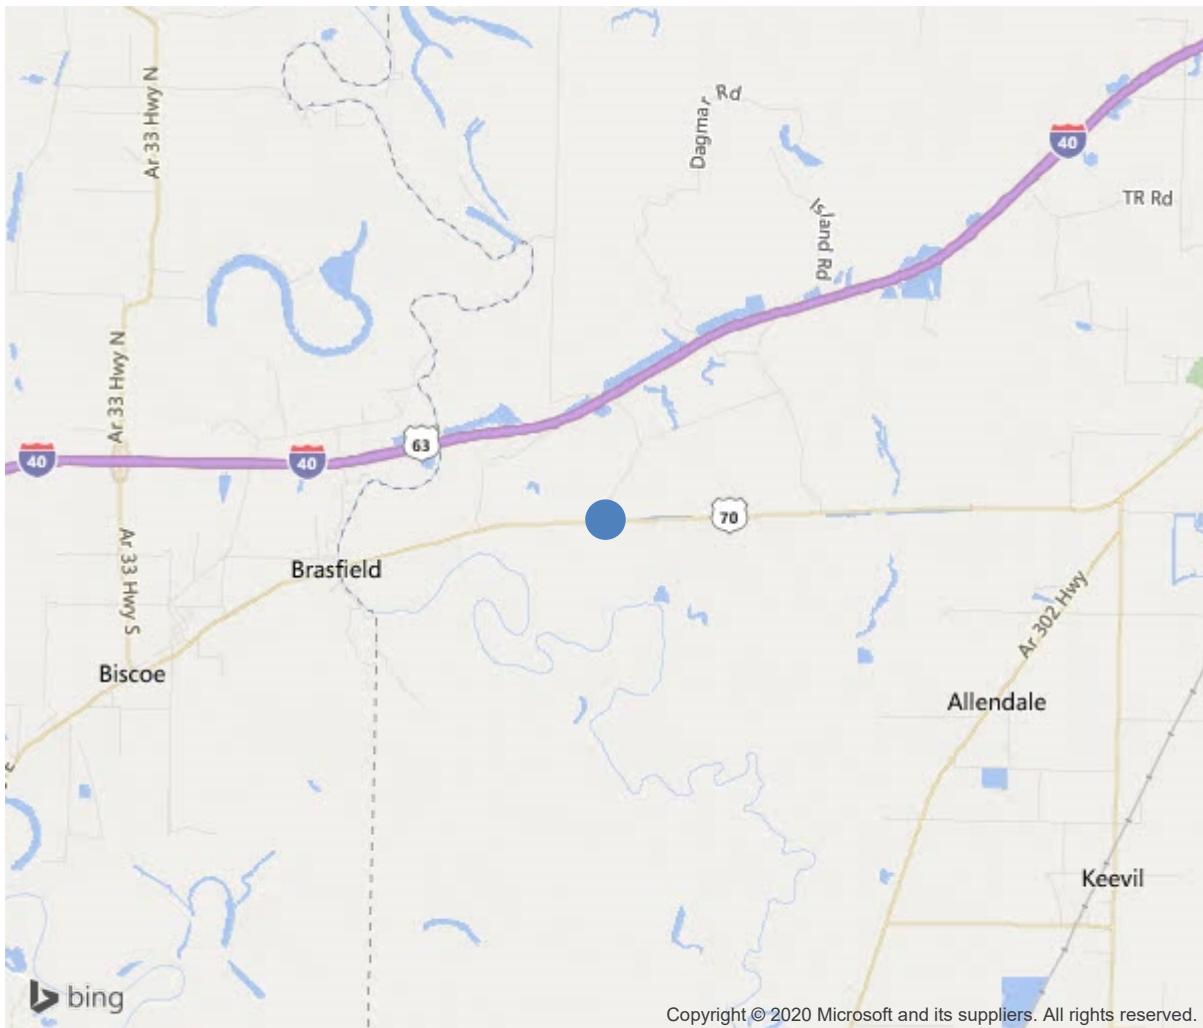 Ar 33 Hwy N
Dagmar Rd
40
TR Rd
Island Rd
Ar 33 Hwy N
63
40
40
70
Ar 33 Hwy S
Brasfield
Ar 302 Hwy
Biscoe
Allendale
E
Keevil
bing
Copyright © 2020 Microsoft and its suppliers. All rights reserved.